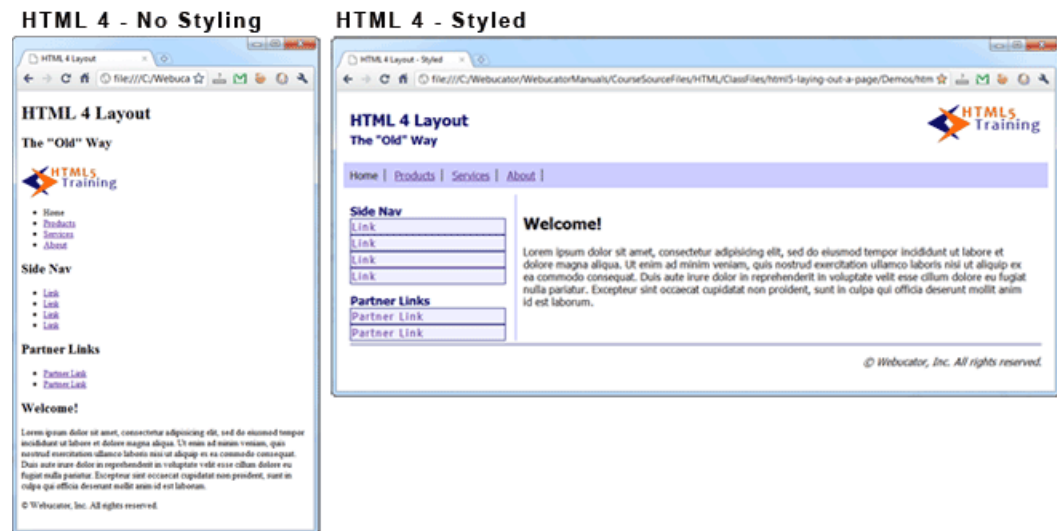 HTML 4 - No Styling
HTML 4 Layout
file:///C:/Webuca
HTML 4 Layout
The "Old" Way
HTML5
Training
Home
Products
Services
About
Side Nav
Link
Link
Link
Link
Partner Links
Partner Link
Partner Link
Welcome!
Lorem ipsum dolor sit amet, consectetur adipisicing elit, sed do eiusmod tempor
incididunt ut labore et dolore magna aliqua. Ut enim ad minim veniam, quis
nostrud exercitation ullamco laboris nisi ut aliquip ex ea commodo consequat.
Duis aute irure dolor in reprehenderit in voluptate velit esse cillum dolore eu
fugiat nulla pariatur. Excepteur sint occaecat cupidatat non proident, sunt in
culpa qui officia deserunt mollit anim id est laborum.
© Webucator, Inc. All rights reserved.
HTML 4 - Styled
HTML 4 Layout - Styled
file:///C:/Webucator/WebucatorManuals/CourseSourceFiles/HTML/ClassFiles/html5-laying-out-a-page/Demos/htm
HTML 4 Layout
The "Old" Way
HTML5
Training
Home | Products | Services | About |
Side Nav
Link
Link
Link
Link
Partner Links
Partner Link
Partner Link
Welcome!
Lorem ipsum dolor sit amet, consectetur adipisicing elit, sed do eiusmod tempor incididunt ut labore et
dolore magna aliqua. Ut enim ad minim veniam, quis nostrud exercitation ullamco laboris nisi ut aliquip ex
ea commodo consequat. Duis aute irure dolor in reprehenderit in voluptate velit esse cillum dolore eu fugiat
nulla pariatur. Excepteur sint occaecat cupidatat non proident, sunt in culpa qui officia deserunt mollit anim
id est laborum.
© Webucator, Inc. All rights reserved.